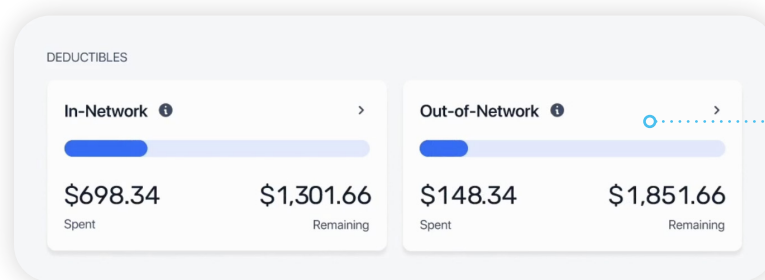 DEDUCTIBLES
In-Network
$698.34 $1,301.66
Spent Remaining
Out-of-Network
$148.34 $1,851.66
Spent Remaining